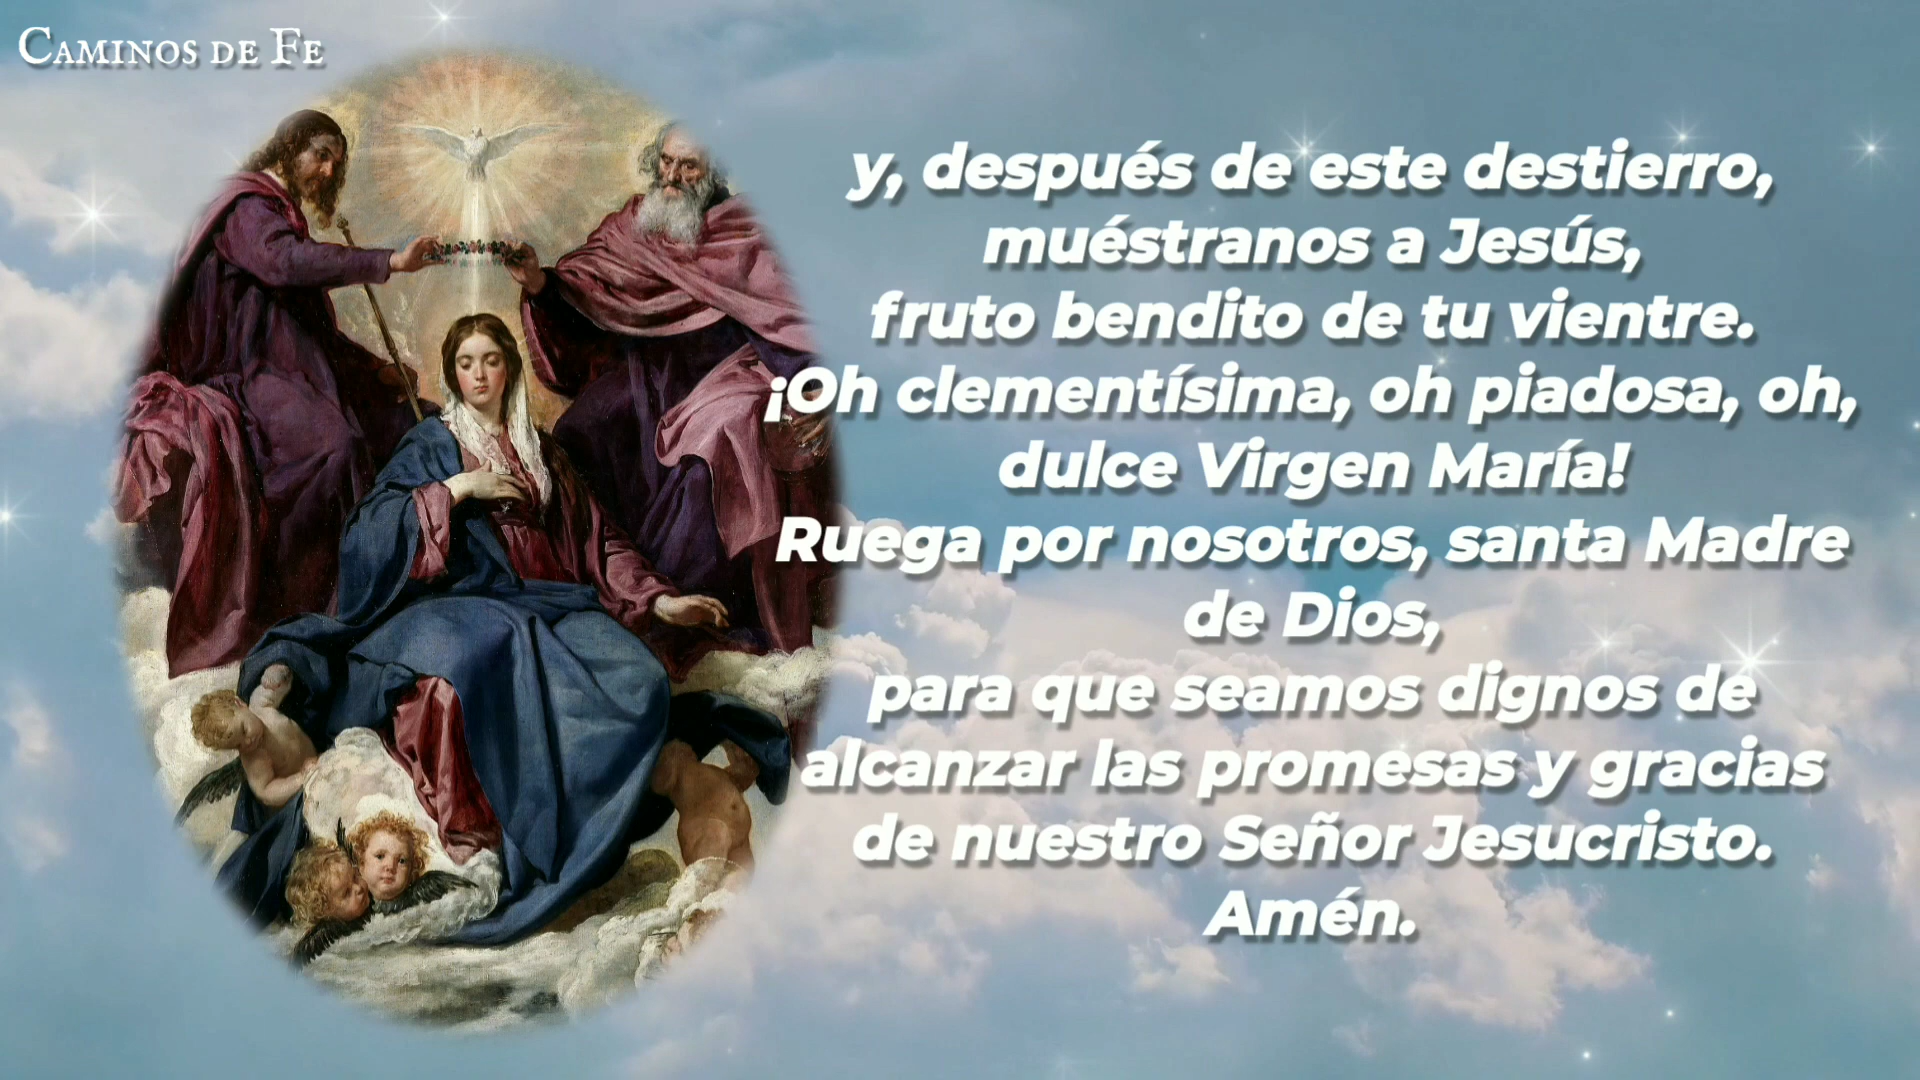 Caminos de Fe
y, después de este destierro,
muéstranos a Jesús,
fruto bendito de tu vientre.
¡Oh clementísima, oh piadosa, oh,
dulce Virgen María!
Ruega por nosotros, santa Madre
de Dios,
para que seamos dignos de
alcanzar las promesas y gracias
de nuestro Señor Jesucristo.
Amén.